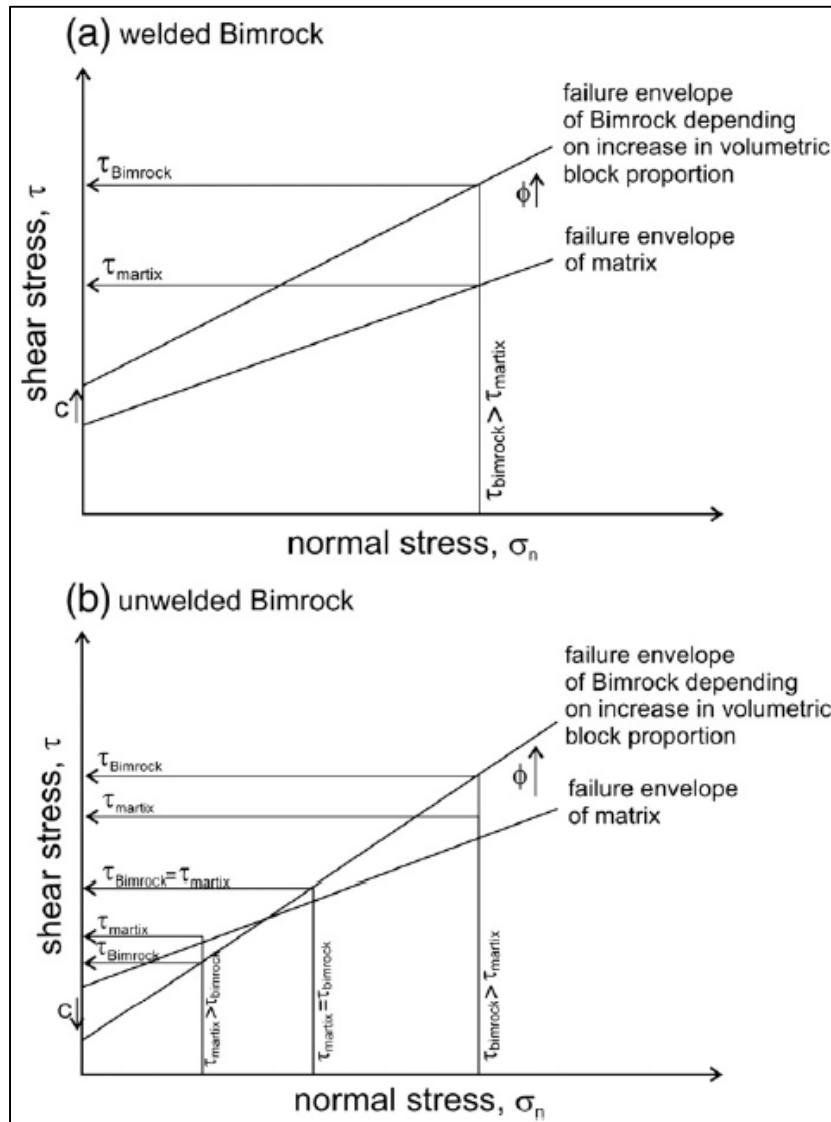 (a) welded Bimrock
failure envelope
of Bimrock depending
on increase in volumetric
block proportion
τBimrock
ϕ
failure envelope
of matrix
τmartix
shear stress, τ
C
τbimrock > τmartix
normal stress, σn
(b) unwelded Bimrock
failure envelope
of Bimrock depending
on increase in volumetric
block proportion
τBimrock
ϕ
failure envelope
of matrix
τmartix
shear stress, τ
τBimrock=τmartix
τmartix
τBimrock
C
τmartix > τbimrock
τmartix = τbimrock
τbimrock > τmartix
normal stress, σn